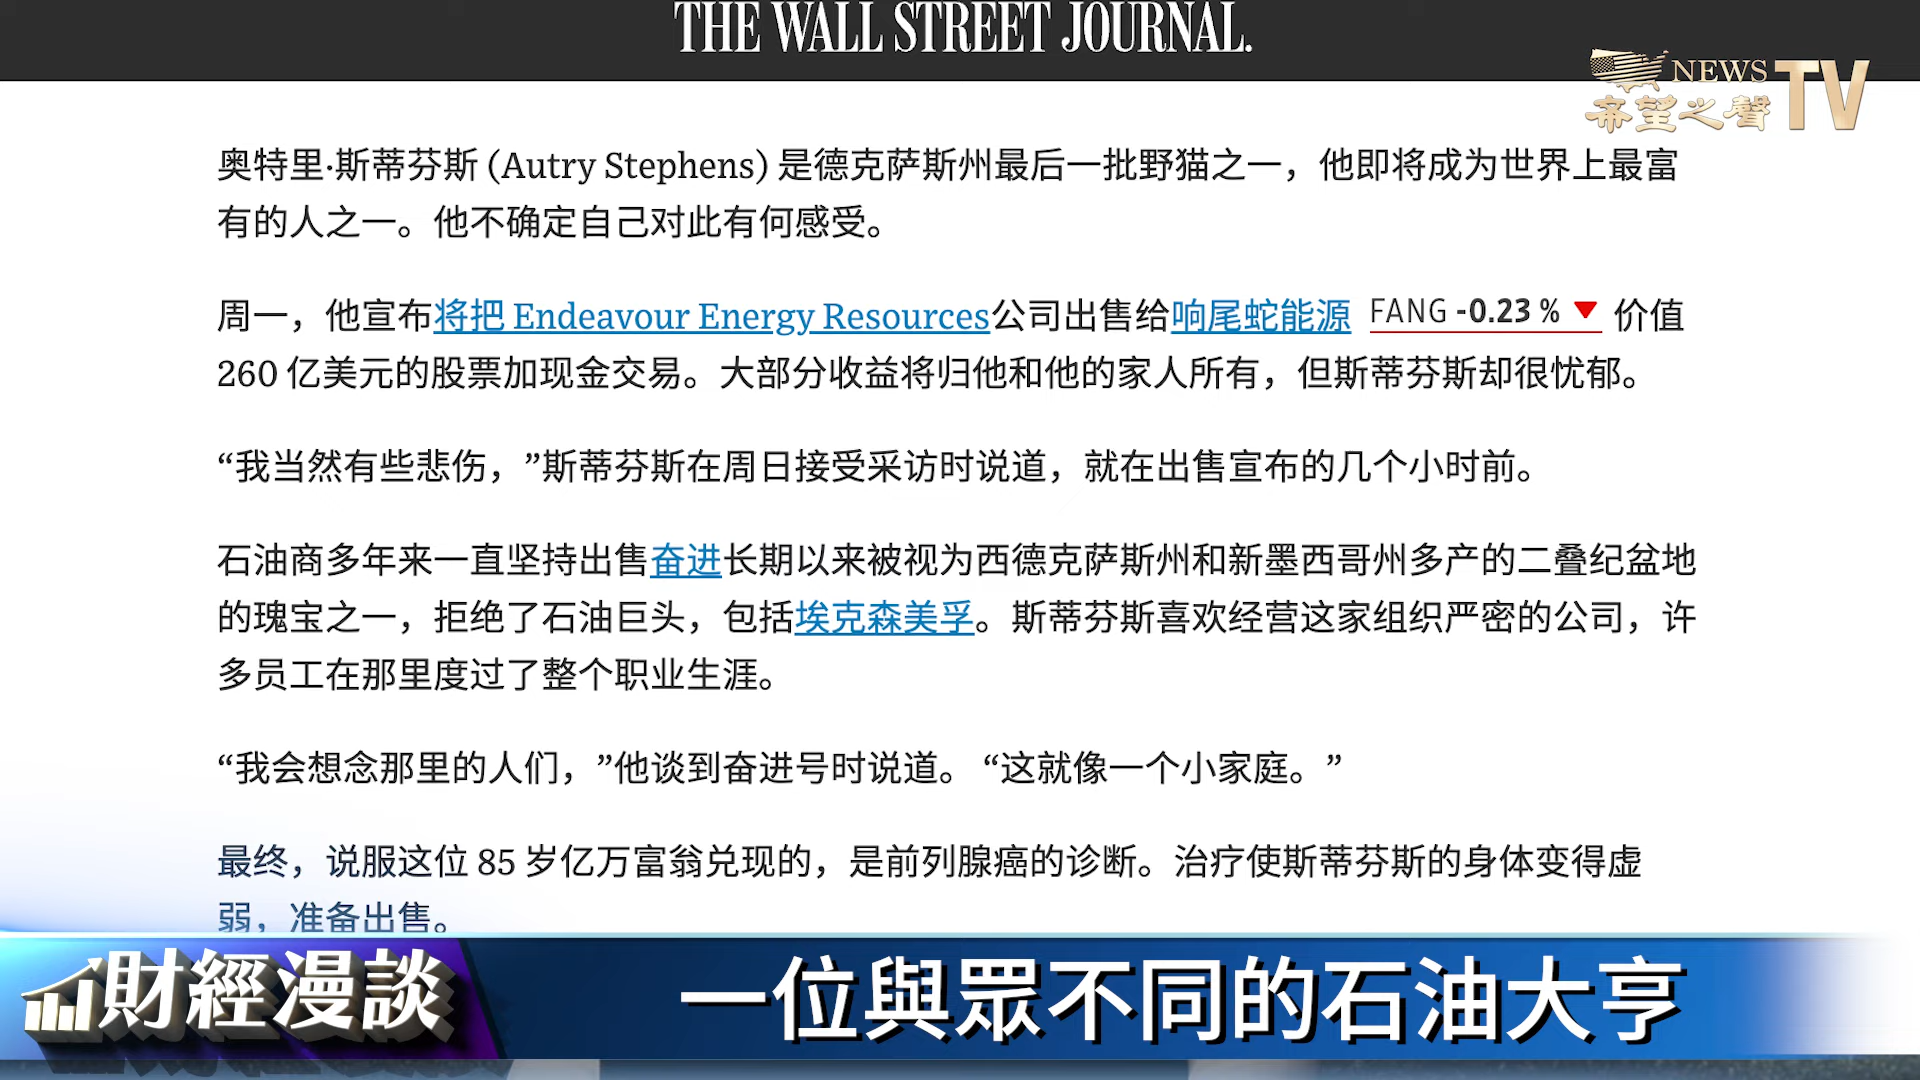 THE WALL STREET JOURNAL.
NEWS
希望之聲
TV
奥特里·斯蒂芬斯 (Autry Stephens) 是德克萨斯州最后一批野猫之一，他即将成为世界上最富
有的人之一。他不确定自己对此有何感受。
周一，他宣布将把 Endeavour Energy Resources公司出售给响尾蛇能源 FANG -0.23 % ▼ 价值
260 亿美元的股票加现金交易。大部分收益将归他和他的家人所有，但斯蒂芬斯却很忧郁。
“我当然有些悲伤，”斯蒂芬斯在周日接受采访时说道，就在出售宣布的几个小时前。
石油商多年来一直坚持出售奋进长期以来被视为西德克萨斯州和新墨西哥州多产的二叠纪盆地
的瑰宝之一，拒绝了石油巨头，包括埃克森美孚。斯蒂芬斯喜欢经营这家组织严密的公司，许
多员工在那里度过了整个职业生涯。
“我会想念那里的人们，”他谈到奋进号时说道。 “这就像一个小家庭。”
最终，说服这位 85 岁亿万富翁兑现的，是前列腺癌的诊断。治疗使斯蒂芬斯的身体变得虚
弱，准备出售。
財經漫談
一位與眾不同的石油大亨